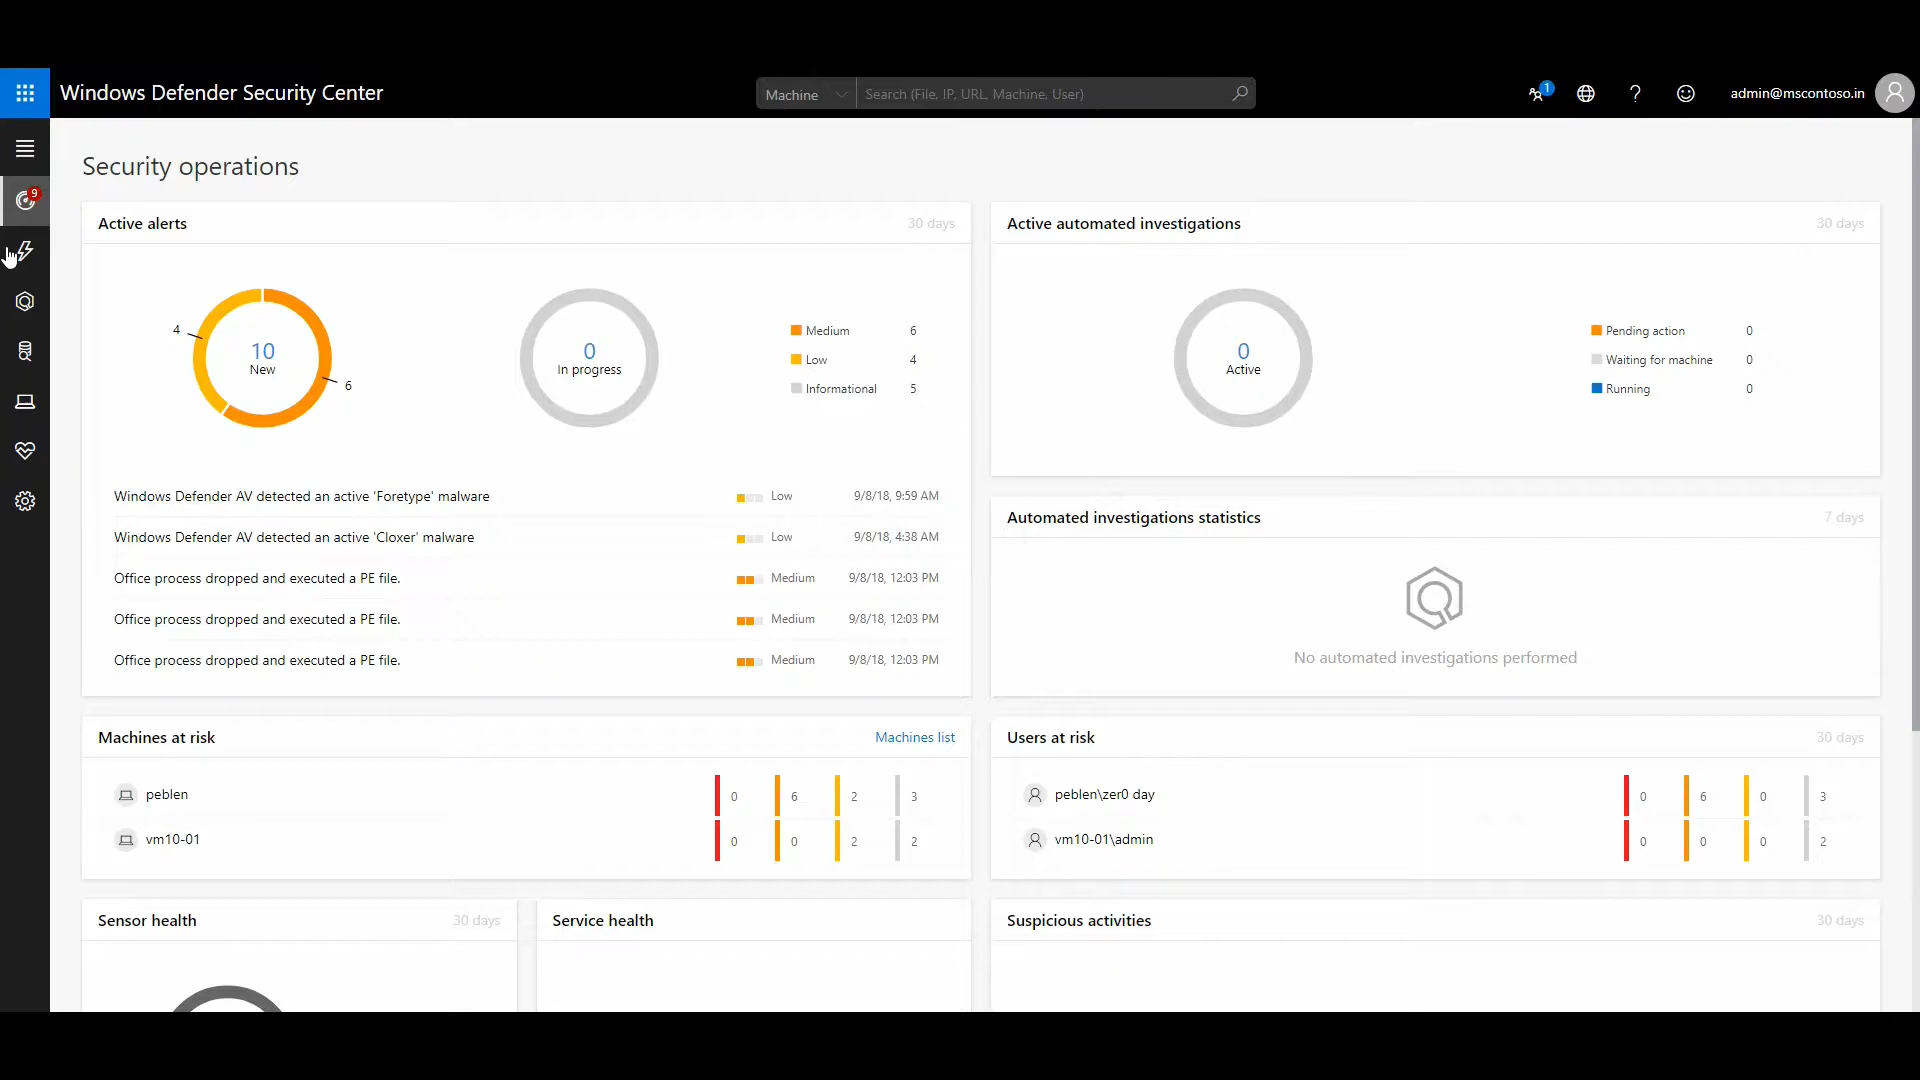 Windows Defender Security Center
Machine
Search (File, IP, URL, Machine, User)
1
?
admin@mscontoso.in
9
Security operations
Active alerts 30 days
4
10
New
6
0
In progress
Medium 6
Low 4
Informational 5
Windows Defender AV detected an active 'Foretype' malware Low 9/8/18, 9:59 AM
Windows Defender AV detected an active 'Cloxer' malware Low 9/8/18, 4:38 AM
Office process dropped and executed a PE file. Medium 9/8/18, 12:03 PM
Office process dropped and executed a PE file. Medium 9/8/18, 12:03 PM
Office process dropped and executed a PE file. Medium 9/8/18, 12:03 PM
Active automated investigations 30 days
0
Active
Pending action 0
Waiting for machine 0
Running 0
Automated investigations statistics 7 days
No automated investigations performed
Machines at risk Machines list
peblen 0 6 2 3
vm10-01 0 0 2 2
Users at risk 30 days
peblen\zer0 day 0 6 0 3
vm10-01\admin 0 0 0 2
Sensor health 30 days
Service health
Suspicious activities 30 days